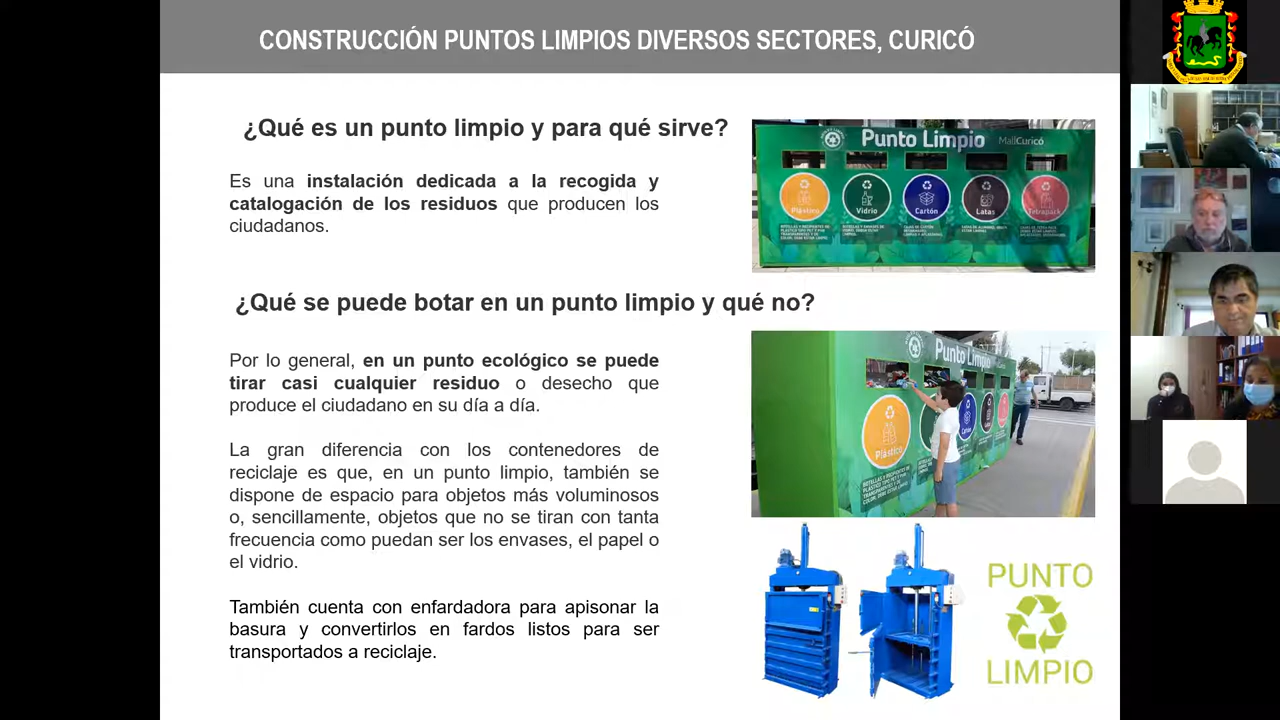 CONSTRUCCIÓN PUNTOS LIMPIOS DIVERSOS SECTORES, CURICÓ
¿Qué es un punto limpio y para qué sirve?
Es una instalación dedicada a la recogida y
catalogación de los residuos que producen los
ciudadanos.
Punto Limpio
MallCuricó
Plástico
Vidrio
Cartón
Latas
Tetrapack
¿Qué se puede botar en un punto limpio y qué no?
Por lo general, en un punto ecológico se puede
tirar casi cualquier residuo o desecho que
produce el ciudadano en su día a día.
La gran diferencia con los contenedores de
reciclaje es que, en un punto limpio, también se
dispone de espacio para objetos más voluminosos
o, sencillamente, objetos que no se tiran con tanta
frecuencia como puedan ser los envases, el papel o
el vidrio.
También cuenta con enfardadora para apisonar la
basura y convertirlos en fardos listos para ser
transportados a reciclaje.
Punto Limpio
Plástico
Cartón
PUNTO
LIMPIO